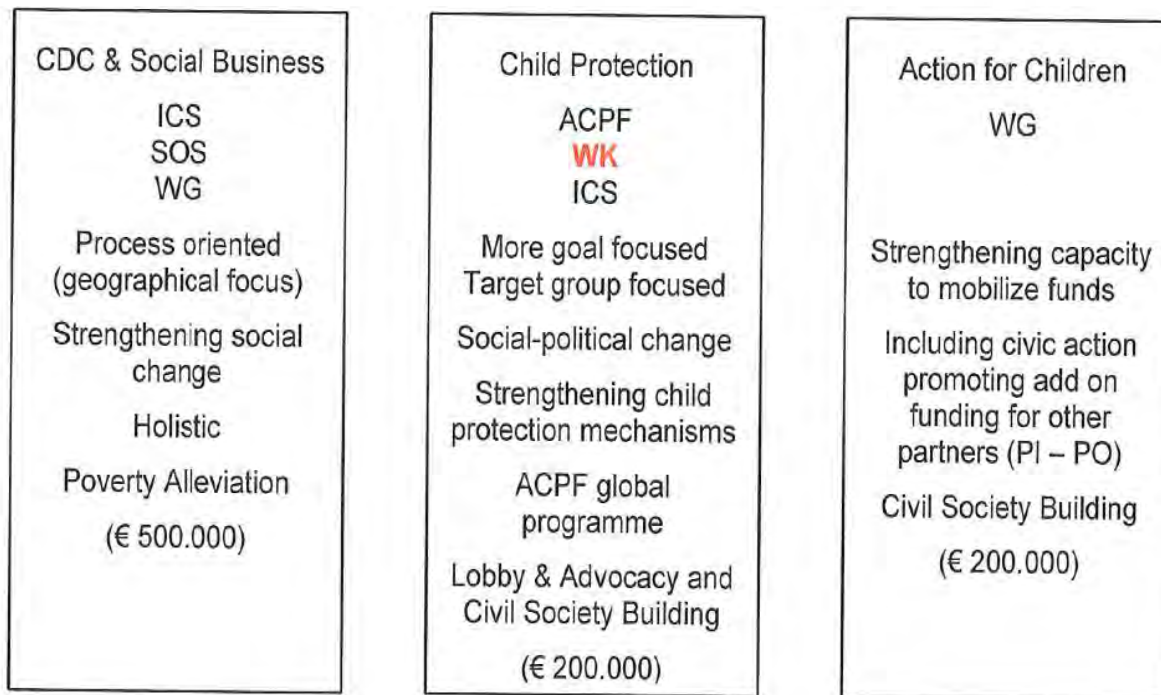 CDC & Social Business
ICS
SOS
WG
Process oriented
(geographical focus)
Strengthening social
change
Holistic
Poverty Alleviation
(€ 500.000)
Child Protection
ACPF
WK
ICS
More goal focused
Target group focused
Social-political change
Strengthening child
protection mechanisms
ACPF global
programme
Lobby & Advocacy and
Civil Society Building
(€ 200.000)
Action for Children
WG
Strengthening capacity
to mobilize funds
Including civic action
promoting add on
funding for other
partners (PI – PO)
Civil Society Building
(€ 200.000)